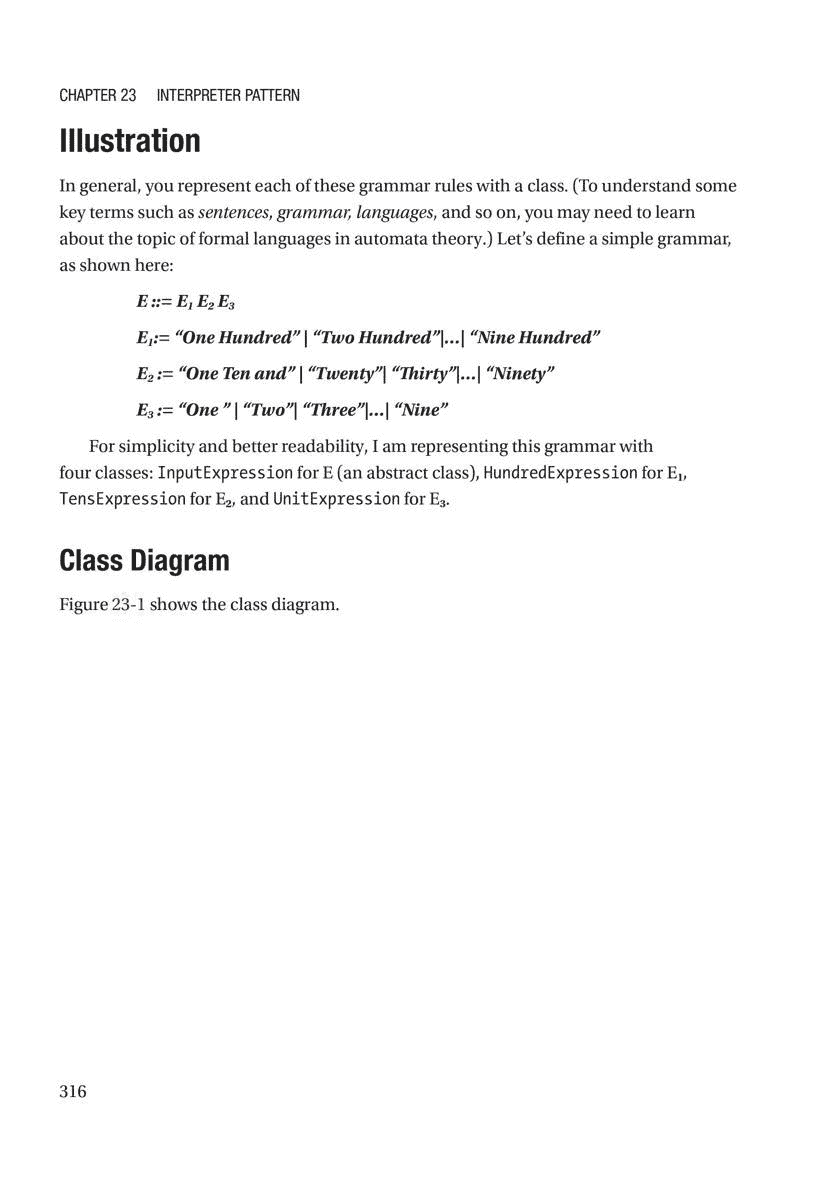 CHAPTER 23 INTERPRETER PATTERN
Illustration
In general, you represent each of these grammar rules with a class. (To understand some
key terms such as sentences, grammar, languages, and so on, you may need to learn
about the topic of formal languages in automata theory.) Let’s define a simple grammar,
as shown here:
E ::= E₁ E₂ E₃
E₁:= “One Hundred” | “Two Hundred”|…| “Nine Hundred”
E₂ := “One Ten and” | “Twenty”| “Thirty”|…| “Ninety”
E₃ := “One ” | “Two”| “Three”|…| “Nine”
For simplicity and better readability, I am representing this grammar with
four classes: InputExpression for E (an abstract class), HundredExpression for E₁,
TensExpression for E₂, and UnitExpression for E₃.
Class Diagram
Figure 23-1 shows the class diagram.
316